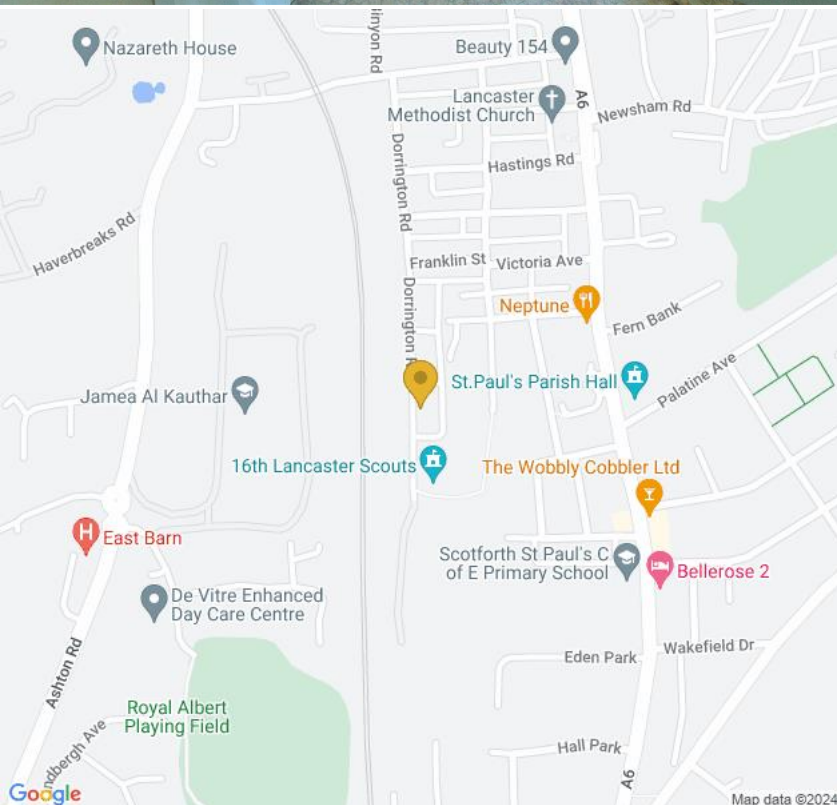 Nazareth House
Beauty 154
Lancaster
Methodist Church
A6
Newsham Rd
Dorrington Rd
Hastings Rd
Haverbreaks Rd
Franklin St
Victoria Ave
Dorrington
Neptune
Fern Bank
Jamea Al Kauthar
St.Paul's Parish Hall
Palatine Ave
16th Lancaster Scouts
The Wobbly Cobbler Ltd
H
East Barn
Scotforth St Paul's C
of E Primary School
Bellerose 2
De Vitre Enhanced
Day Care Centre
Ashton Rd
Eden Park
Wakefield Dr
Royal Albert
Playing Field
ndbergh Ave
Hall Park
A6
Google
Map data ©2024